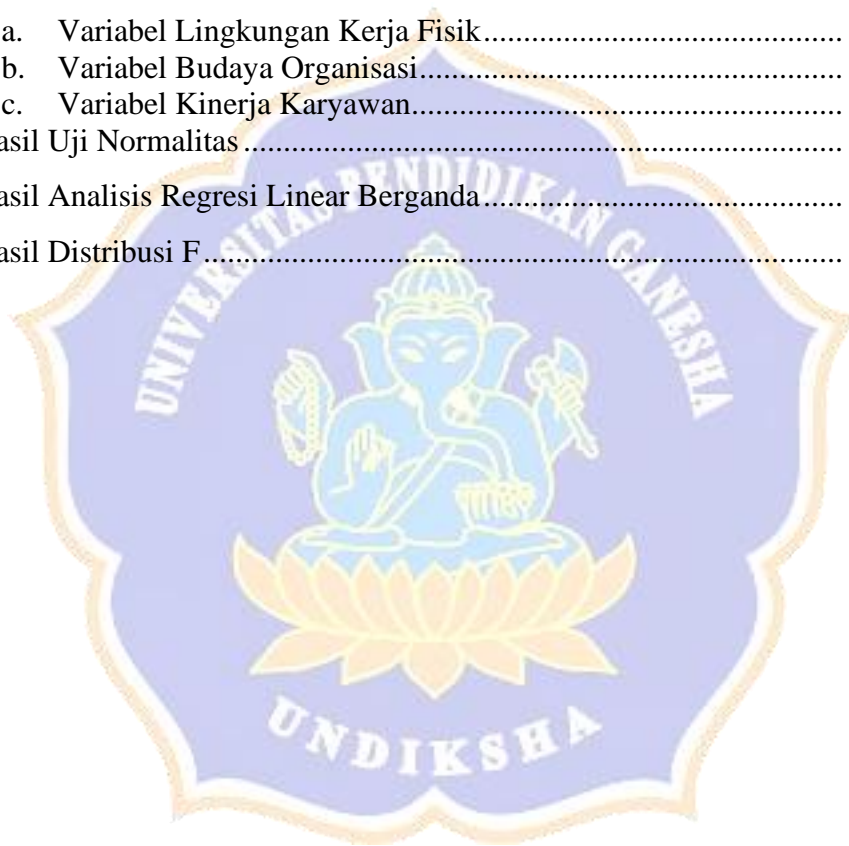 a. Variabel Lingkungan Kerja Fisik......................................................
b. Variabel Budaya Organisasi..............................................................
c. Variabel Kinerja Karyawan...............................................................
asil Uji Normalitas....................................................................................
asil Analisis Regresi Linear Berganda......................................................
asil Distribusi F.........................................................................................
UNIVERSITAS PENDIDIKAN GANESHA
UNDIKSHA